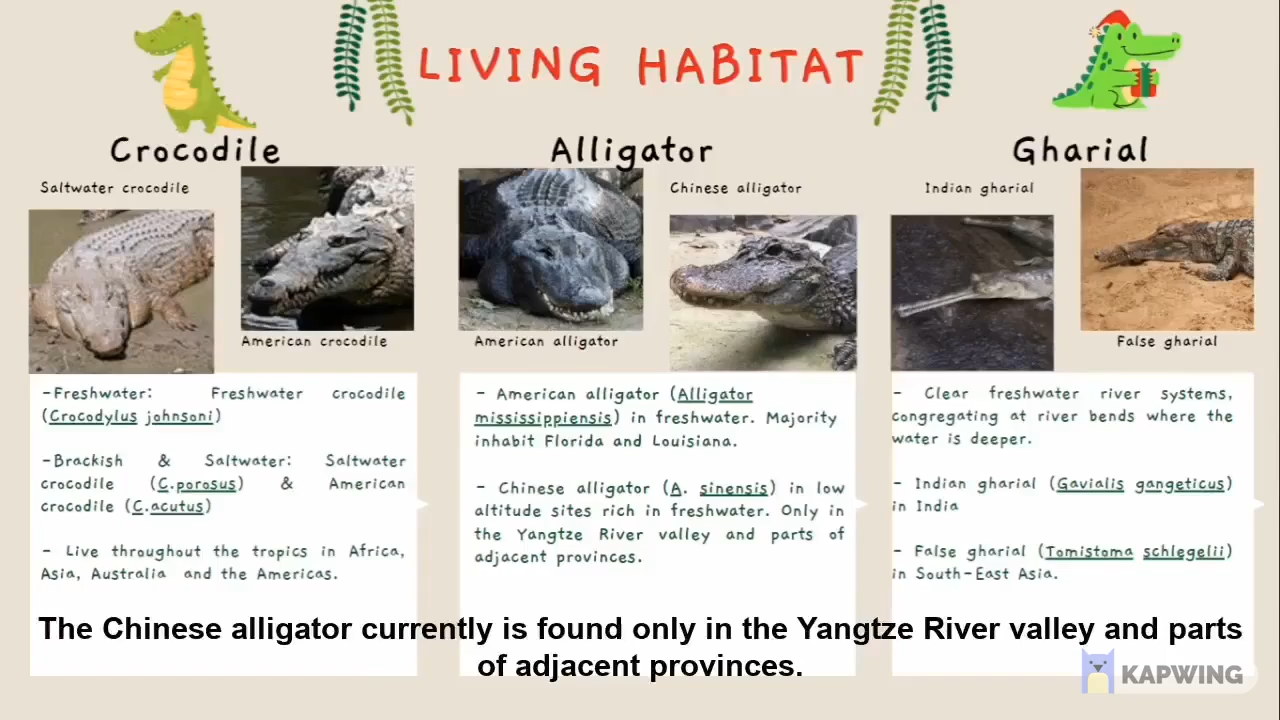 LIVING HABITAT
Crocodile
Saltwater crocodile
American crocodile
-Freshwater: Freshwater crocodile
(Crocodylus johnsoni)
-Brackish & Saltwater: Saltwater
crocodile (C.porosus) & American
crocodile (C.acutus)
- Live throughout the tropics in Africa,
Asia, Australia and the Americas.
Alligator
Chinese alligator
American alligator
- American alligator (Alligator
mississippiensis) in freshwater. Majority
inhabit Florida and Louisiana.
- Chinese alligator (A. sinensis) in low
altitude sites rich in freshwater. Only in
the Yangtze River valley and parts of
adjacent provinces.
Gharial
Indian gharial
False gharial
- Clear freshwater river systems,
congregating at river bends where the
water is deeper.
- Indian gharial (Gavialis gangeticus)
in India
- False gharial (Tomistoma schlegelii)
in South-East Asia.
The Chinese alligator currently is found only in the Yangtze River valley and parts
of adjacent provinces.
KAPWING